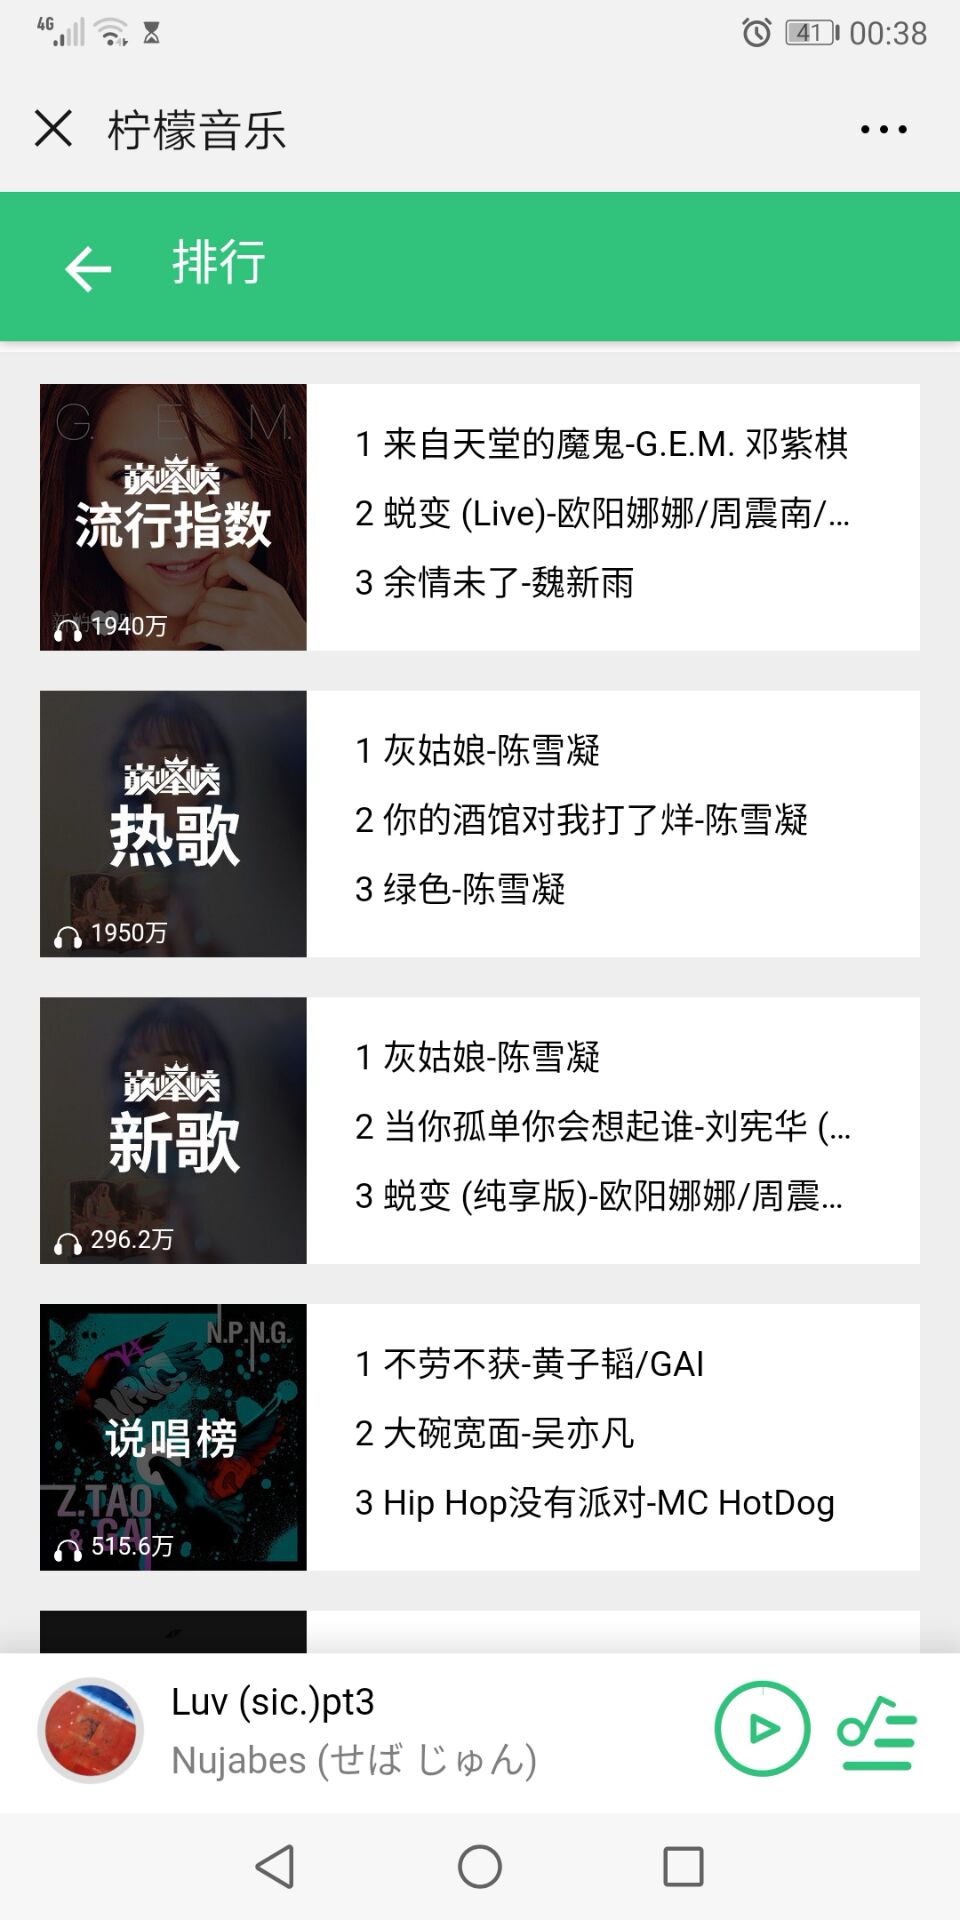 4G 41 00:38
柠檬音乐
排行
G. E. M.
巅峰榜
流行指数
1940万
1 来自天堂的魔鬼-G.E.M. 邓紫棋
2 蜕变 (Live)-欧阳娜娜/周震南/...
3 余情未了-魏新雨
巅峰榜
热歌
1950万
1 灰姑娘-陈雪凝
2 你的酒馆对我打了烊-陈雪凝
3 绿色-陈雪凝
巅峰榜
新歌
296.2万
1 灰姑娘-陈雪凝
2 当你孤单你会想起谁-刘宪华 (...
3 蜕变 (纯享版)-欧阳娜娜/周震...
N.P.N.G.
说唱榜
Z.TAO
& GAI
515.6万
1 不劳不获-黄子韬/GAI
2 大碗宽面-吴亦凡
3 Hip Hop没有派对-MC HotDog
Luv (sic.)pt3
Nujabes (せば じゅん)